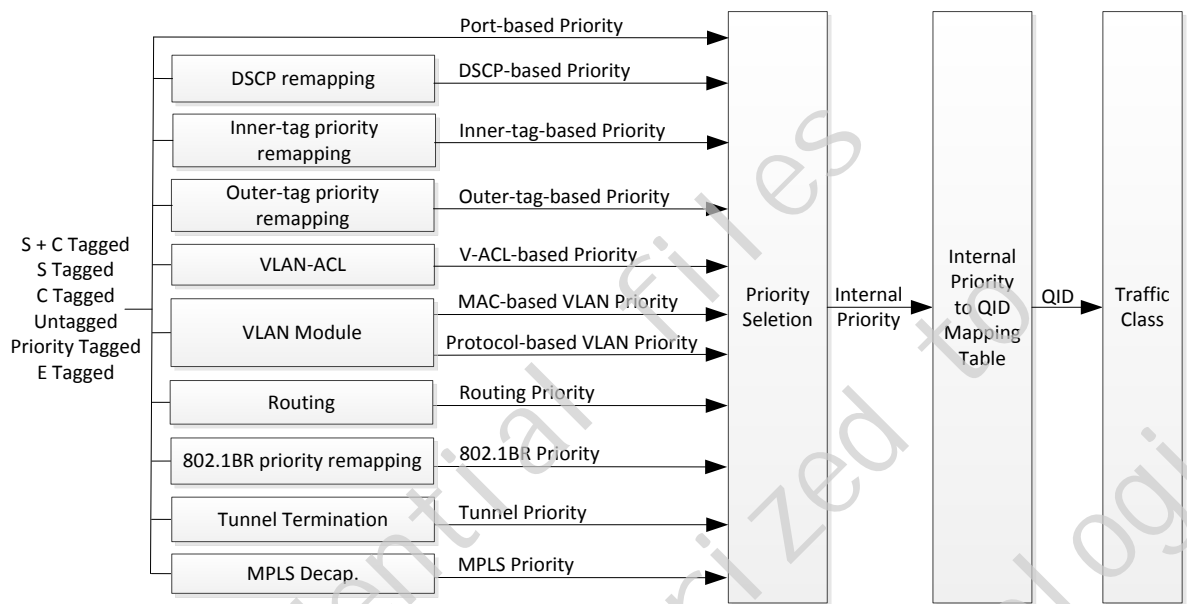 Port-based Priority
DSCP remapping
DSCP-based Priority
Inner-tag priority
remapping
Inner-tag-based Priority
Outer-tag priority
remapping
Outer-tag-based Priority
S + C Tagged
S Tagged
C Tagged
Untagged
Priority Tagged
E Tagged
VLAN-ACL
V-ACL-based Priority
VLAN Module
MAC-based VLAN Priority
Protocol-based VLAN Priority
Routing
Routing Priority
802.1BR priority remapping
802.1BR Priority
Tunnel Termination
Tunnel Priority
MPLS Decap.
MPLS Priority
Priority
Seletion
Internal
Priority
Internal
Priority
to QID
Mapping
Table
QID
Traffic
Class
files
to